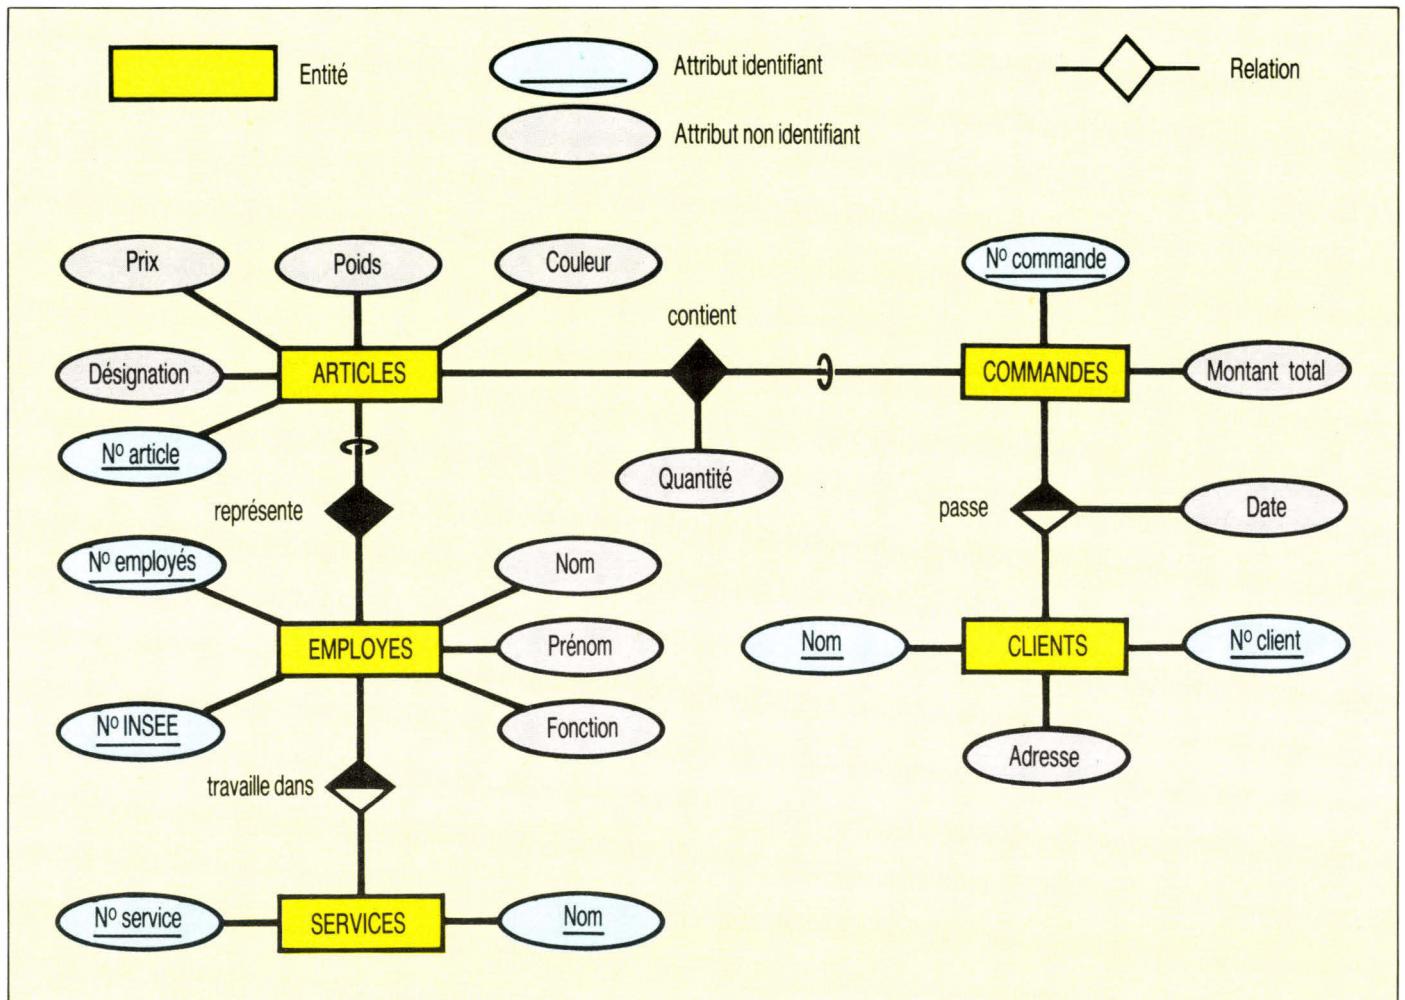 Entité
Attribut identifiant
Relation
Attribut non identifiant
Prix
Poids
Couleur
Nº commande
contient
Désignation
ARTICLES
COMMANDES
Montant total
Nº article
Quantité
représente
passe
Date
Nº employés
Nom
EMPLOYES
Prénom
Nom
CLIENTS
Nº client
Nº INSEE
Fonction
Adresse
travaille dans
Nº service
SERVICES
Nom